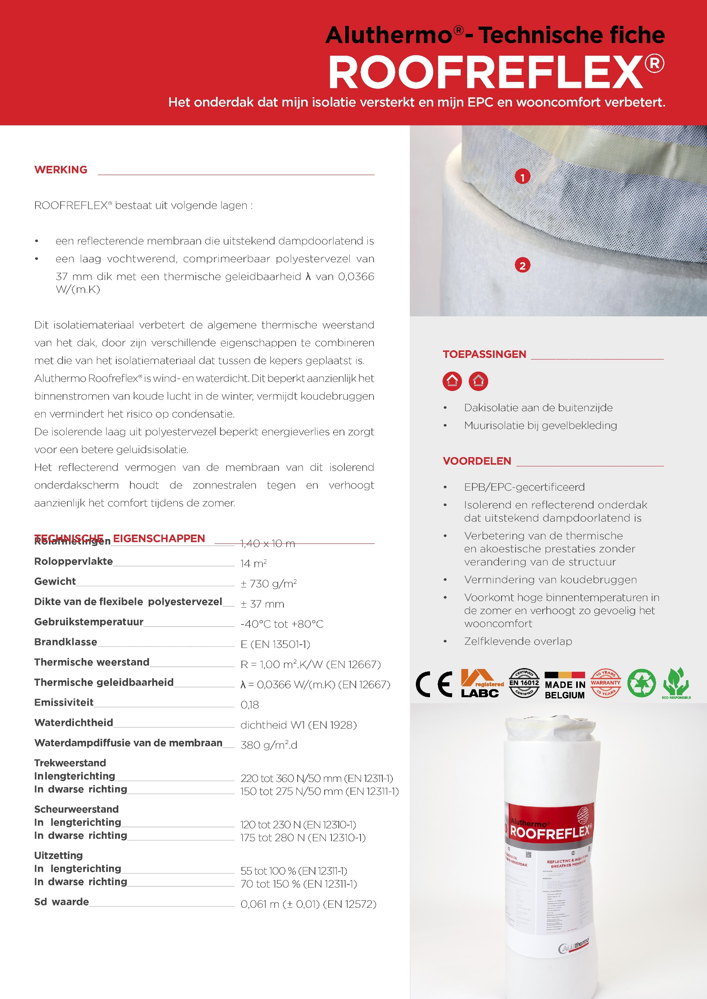 Aluthermo®- Technische fiche
ROOFREFLEX®
Het onderdak dat mijn isolatie versterkt en mijn EPC en wooncomfort verbetert.
WERKING
ROOFREFLEX® bestaat uit volgende lagen :
• een reflecterende membraan die uitstekend dampdoorlatend is
• een laag vochtwerend, comprimeerbaar polyestervezel van
37 mm dik met een thermische geleidbaarheid λ van 0,0366
W/(m.K)
Dit isolatiemateriaal verbetert de algemene thermische weerstand
van het dak, door zijn verschillende eigenschappen te combineren
met die van het isolatiemateriaal dat tussen de kepers geplaatst is.
Aluthermo Roofreflex® is wind- en waterdicht. Dit beperkt aanzienlijk het
binnenstromen van koude lucht in de winter, vermijdt koudebruggen
en vermindert het risico op condensatie.
De isolerende laag uit polyestervezel beperkt energieverlies en zorgt
voor een betere geluidsisolatie.
Het reflecterend vermogen van de membraan van dit isolerend
onderdakscherm houdt de zonnestralen tegen en verhoogt
aanzienlijk het comfort tijdens de zomer.
TECHNISCHE EIGENSCHAPPEN
Rolafmetingen 1,40 x 10 m
Roloppervlakte 14 m²
Gewicht ± 730 g/m²
Dikte van de flexibele polyestervezel ± 37 mm
Gebruikstemperatuur -40°C tot +80°C
Brandklasse E (EN 13501-1)
Thermische weerstand R = 1,00 m².K/W (EN 12667)
Thermische geleidbaarheid λ = 0,0366 W/(m.K) (EN 12667)
Emissiviteit 0,18
Waterdichtheid dichtheid W1 (EN 1928)
Waterdampdiffusie van de membraan 380 g/m².d
Trekweerstand
In lengterichting 220 tot 360 N/50 mm (EN 12311-1)
In dwarse richting 150 tot 275 N/50 mm (EN 12311-1)
Scheurweerstand
In lengterichting 120 tot 230 N (EN 12310-1)
In dwarse richting 175 tot 280 N (EN 12310-1)
Uitzetting
In lengterichting 55 tot 100 % (EN 12311-1)
In dwarse richting 70 tot 150 % (EN 12311-1)
Sd waarde 0,061 m (± 0,01) (EN 12572)
1
2
TOEPASSINGEN
• Dakisolatie aan de buitenzijde
• Muurisolatie bij gevelbekleding
VOORDELEN
• EPB/EPC-gecertificeerd
• Isolerend en reflecterend onderdak
dat uitstekend dampdoorlatend is
• Verbetering van de thermische
en akoestische prestaties zonder
verandering van de structuur
• Vermindering van koudebruggen
• Voorkomt hoge binnentemperaturen in
de zomer en verhoogt zo gevoelig het
wooncomfort
• Zelfklevende overlap
CE
registered
LABC
CERTIFIED
EN 16012
CERTIFIED
MADE IN
BELGIUM
10 YEARS
WARRANTY
10 YEARS
ECO-RESPONSIBLE
Aluthermo®
ROOFREFLEX®
REFLECTIVE & INSULATING
BREATHER MEMBRANE
ONDERDAK
ALUthermo